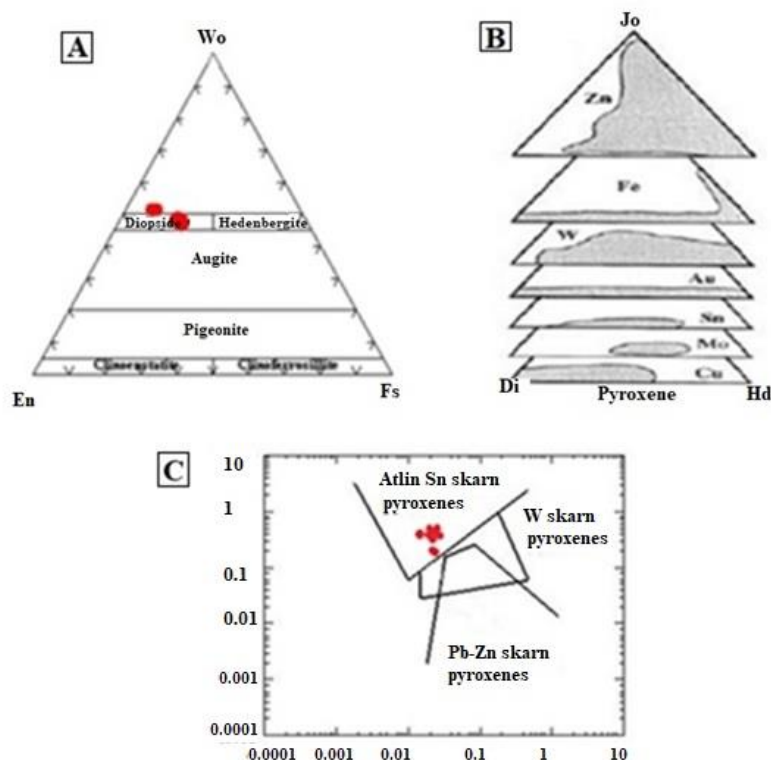 A
Wo
Diopside
Hedenbergite
Augite
Pigeonite
Clinoenstatite
Clinoferrosilite
En
Fs
B
Jo
Zn
Fe
W
Au
Sn
Mo
Cu
Di
Pyroxene
Hd
C
10
1
0.1
0.01
0.001
0.0001
Atlin Sn skarn
pyroxenes
W skarn
pyroxenes
Pb-Zn skarn
pyroxenes
0.0001
0.001
0.01
0.1
1
10